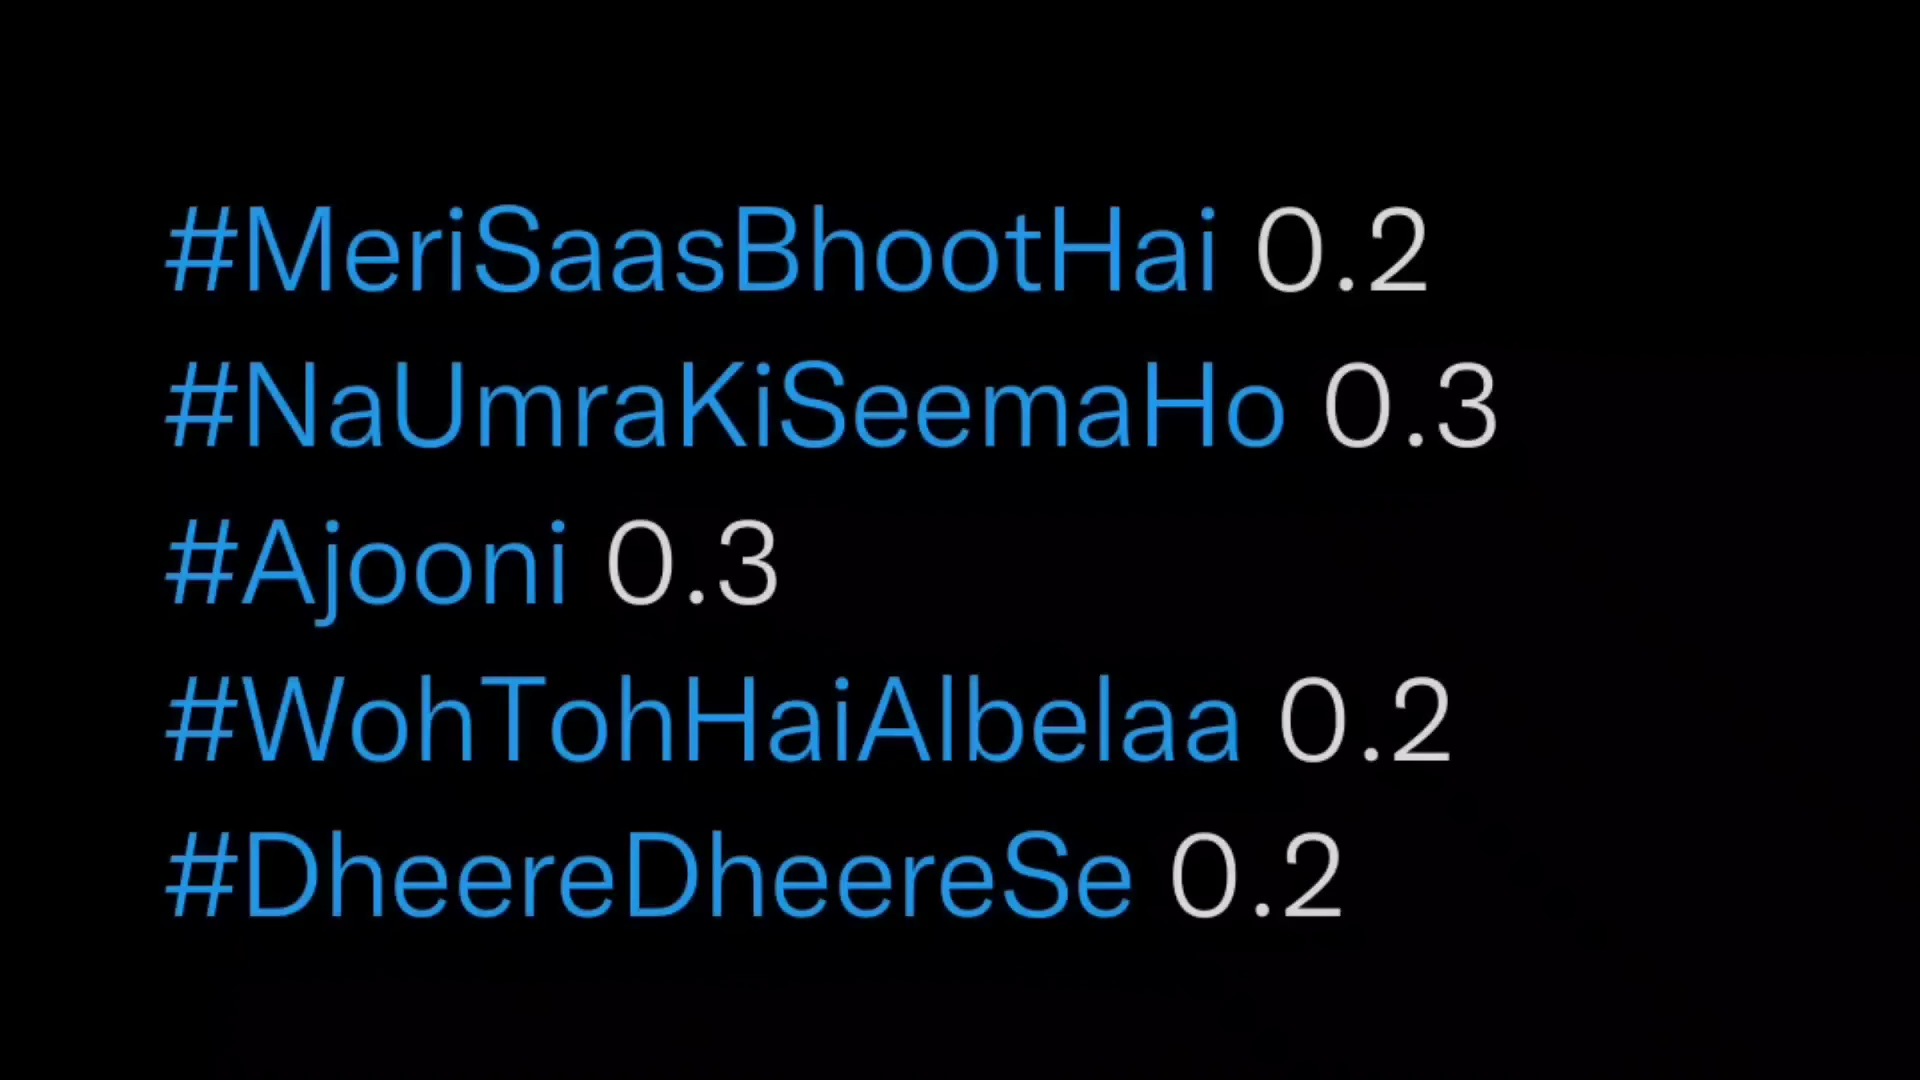 #MeriSaasBhootHai 0.2
#NaUmraKiSeemaHo 0.3
#Ajooni 0.3
#WohTohHaiAlbelaa 0.2
#DheereDheereSe 0.2